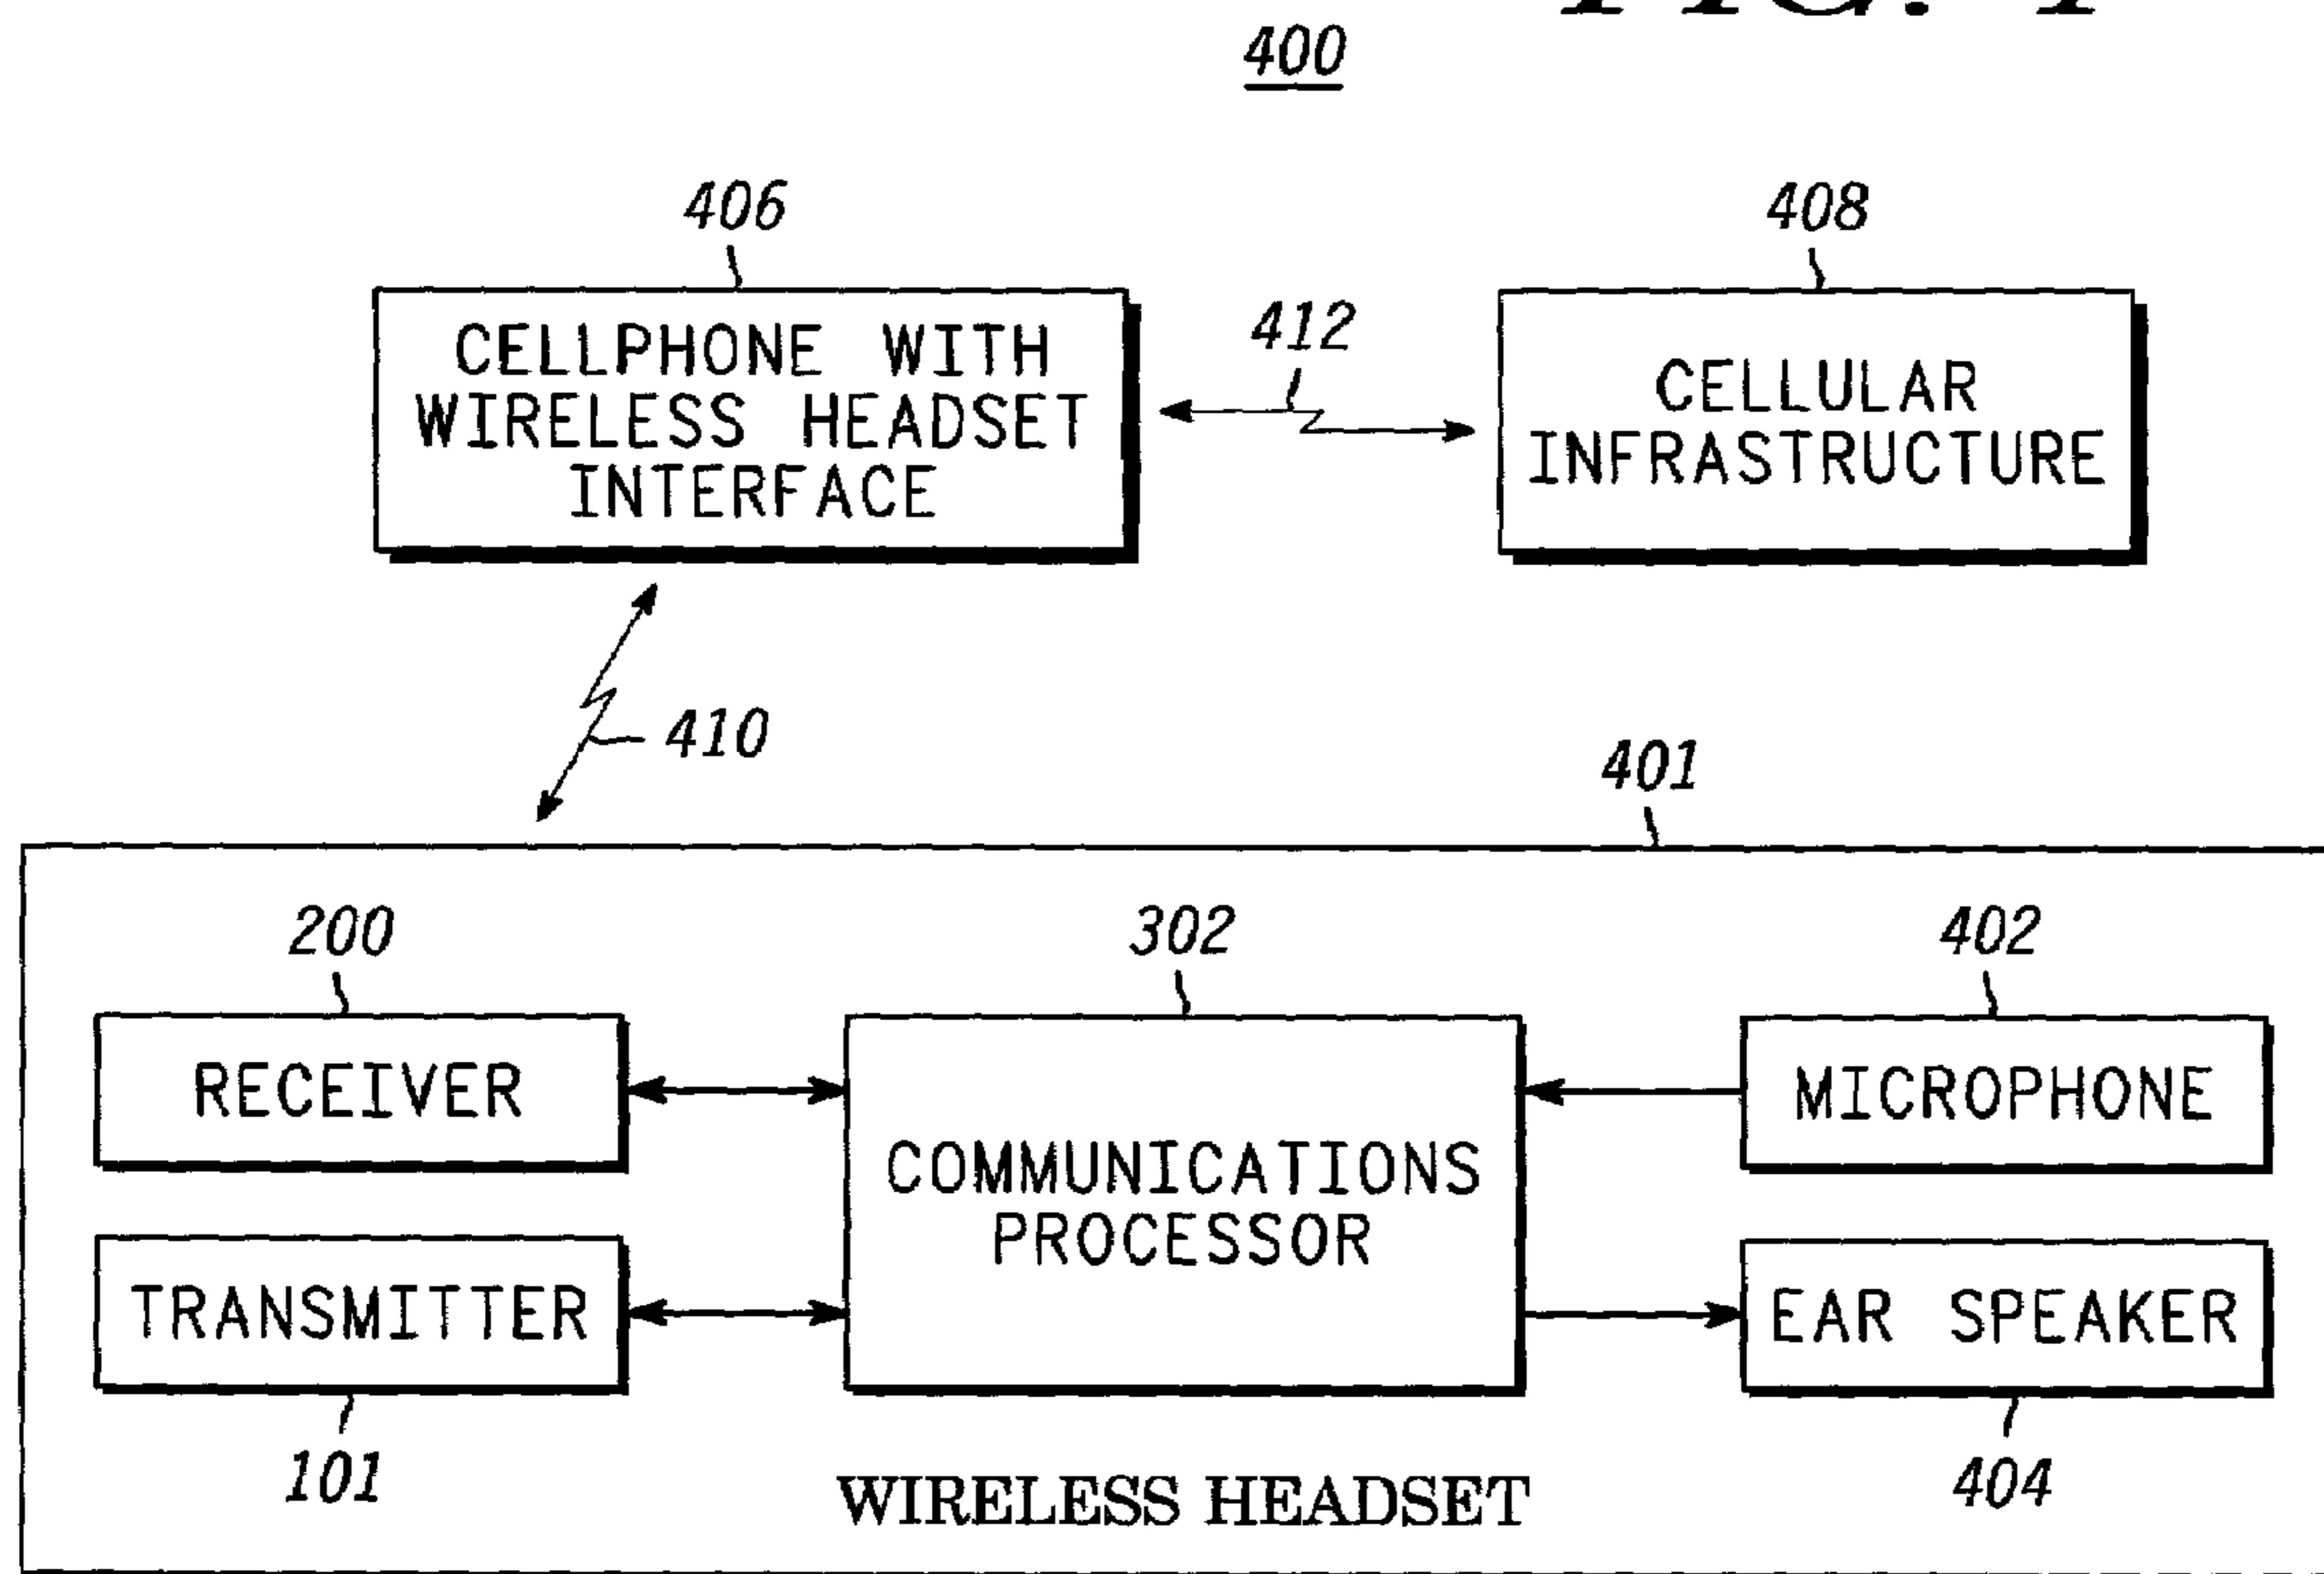 400
406
408
CELLPHONE WITH
WIRELESS HEADSET
INTERFACE
412
CELLULAR
INFRASTRUCTURE
410
401
200
302
402
RECEIVER
COMMUNICATIONS
PROCESSOR
MICROPHONE
TRANSMITTER
EAR SPEAKER
101
404
WIRELESS HEADSET